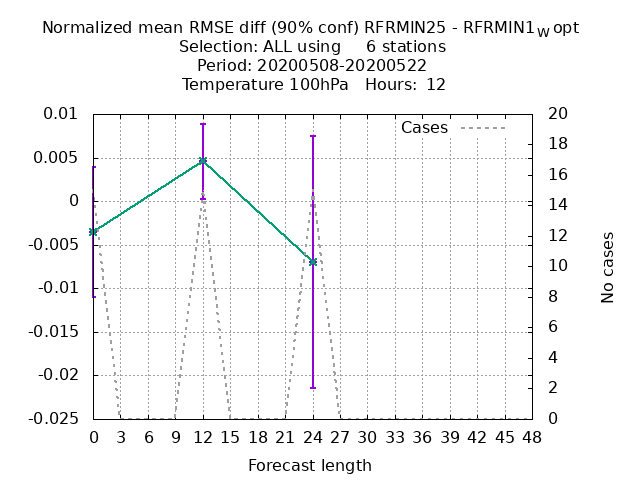 Normalized mean RMSE diff (90% conf) RFRMIN25 - RFRMIN1w opt
Selection: ALL using     6 stations
Period: 20200508-20200522
Temperature 100hPa   Hours:  12
0.01
0.005
0
-0.005
-0.01
-0.015
-0.02
-0.025
Cases
20
18
16
14
12
10
8
6
4
2
0
No cases
0 3 6 9 12 15 18 21 24 27 30 33 36 39 42 45 48
Forecast length